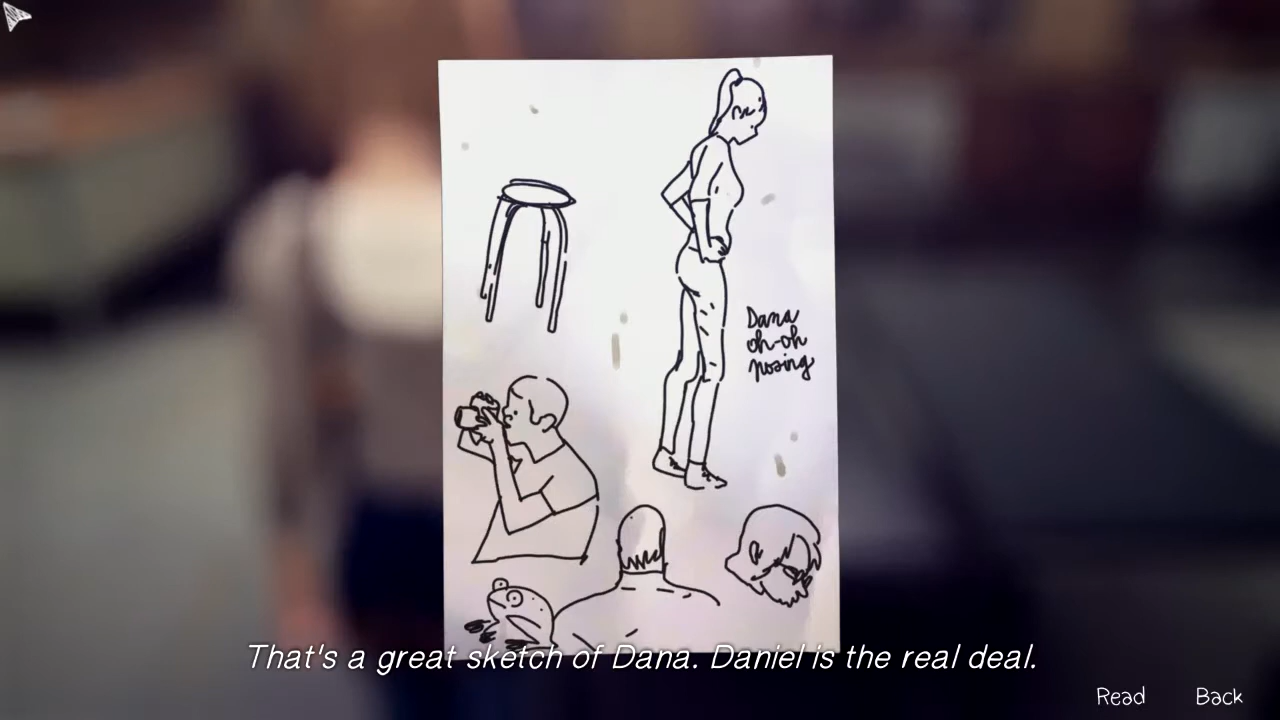 Dana
oh-oh
posing
That's a great sketch of Dana. Daniel is the real deal.
Read
Back